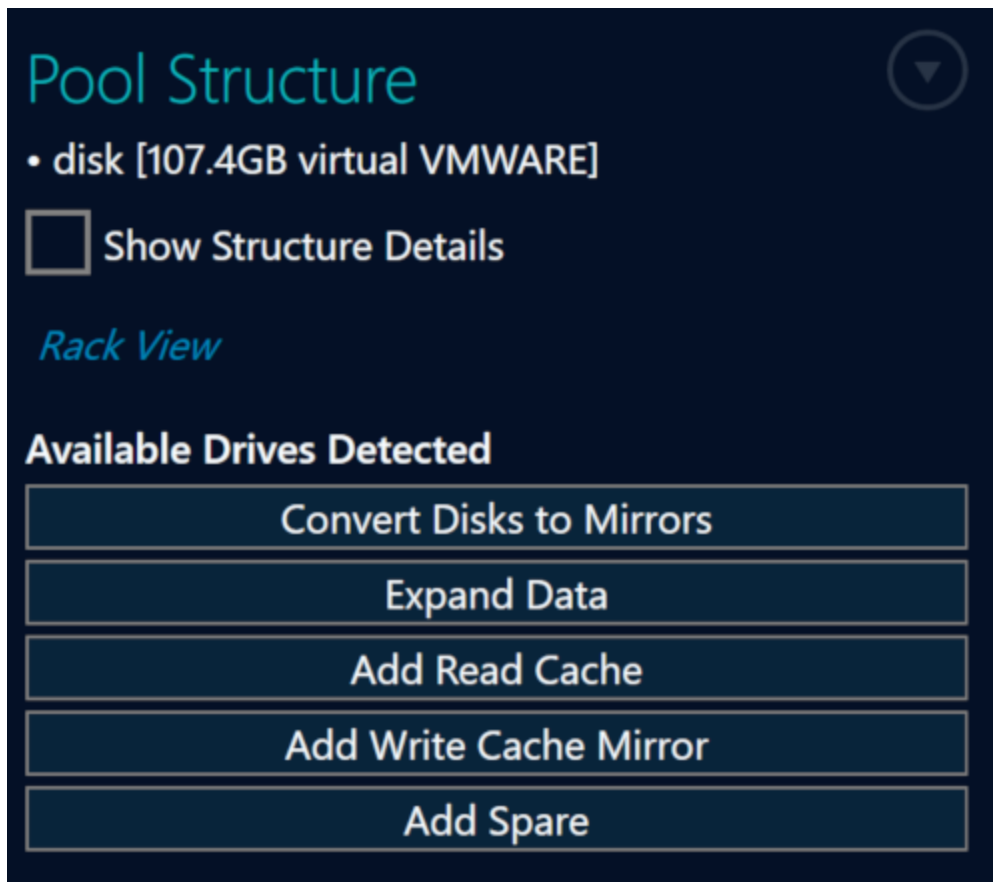 Pool Structure
• disk [107.4GB virtual VMWARE]
Show Structure Details
Rack View
Available Drives Detected
Convert Disks to Mirrors
Expand Data
Add Read Cache
Add Write Cache Mirror
Add Spare